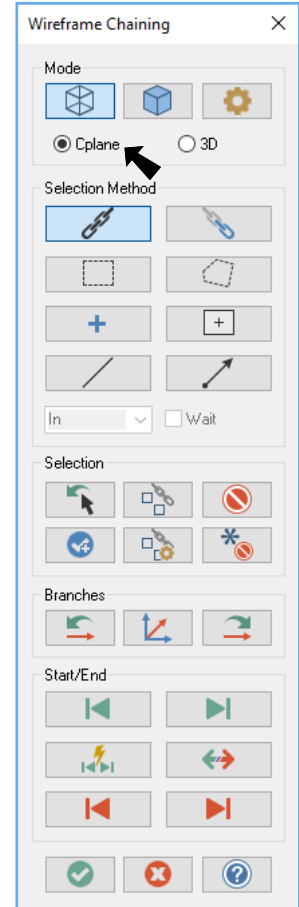 Wireframe Chaining
Mode
Cplane 3D
Selection Method
In Wait
Selection
Branches
Start/End